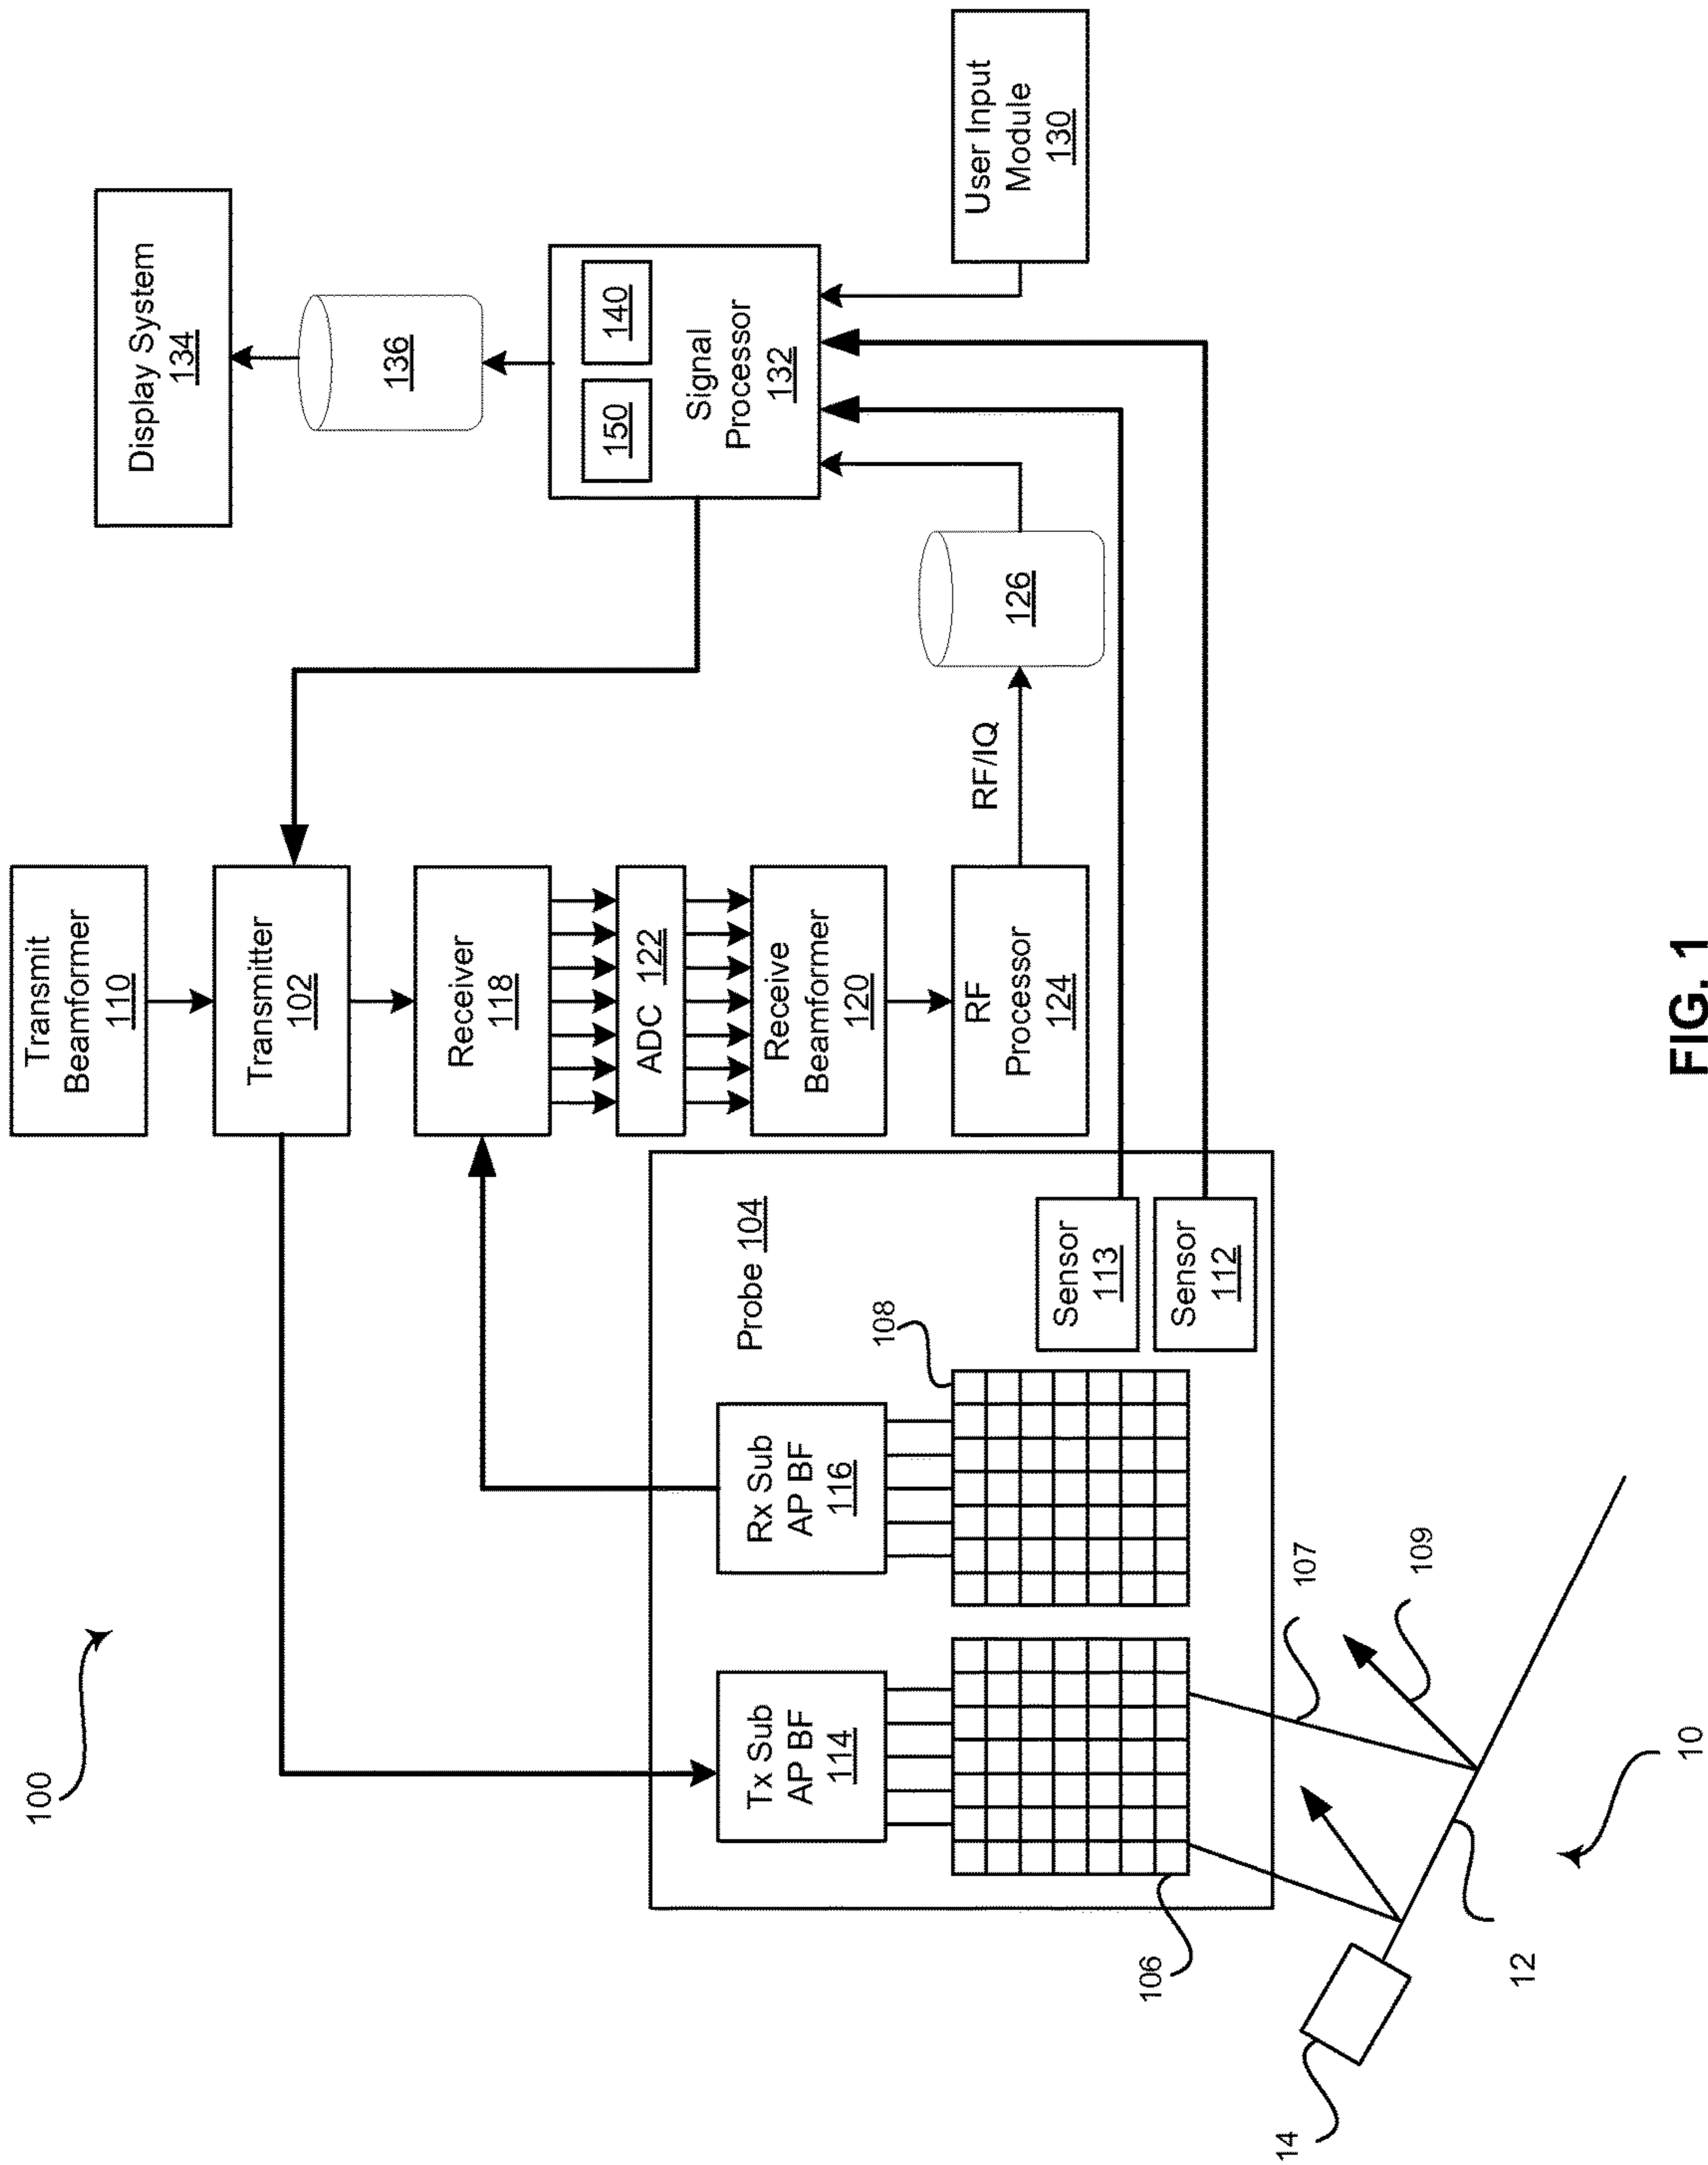 100
Transmit
Beamformer
110
Transmitter
102
Receiver
118
ADC 122
Receive
Beamformer
120
RF
Processor
124
RF/IQ
126
Display System
134
136
150
140
Signal
Processor
132
User Input
Module
130
Probe 104
Tx Sub
AP BF
114
Rx Sub
AP BF
116
108
106
Sensor
113
Sensor
112
107
109
14
12
10
FIG. 1